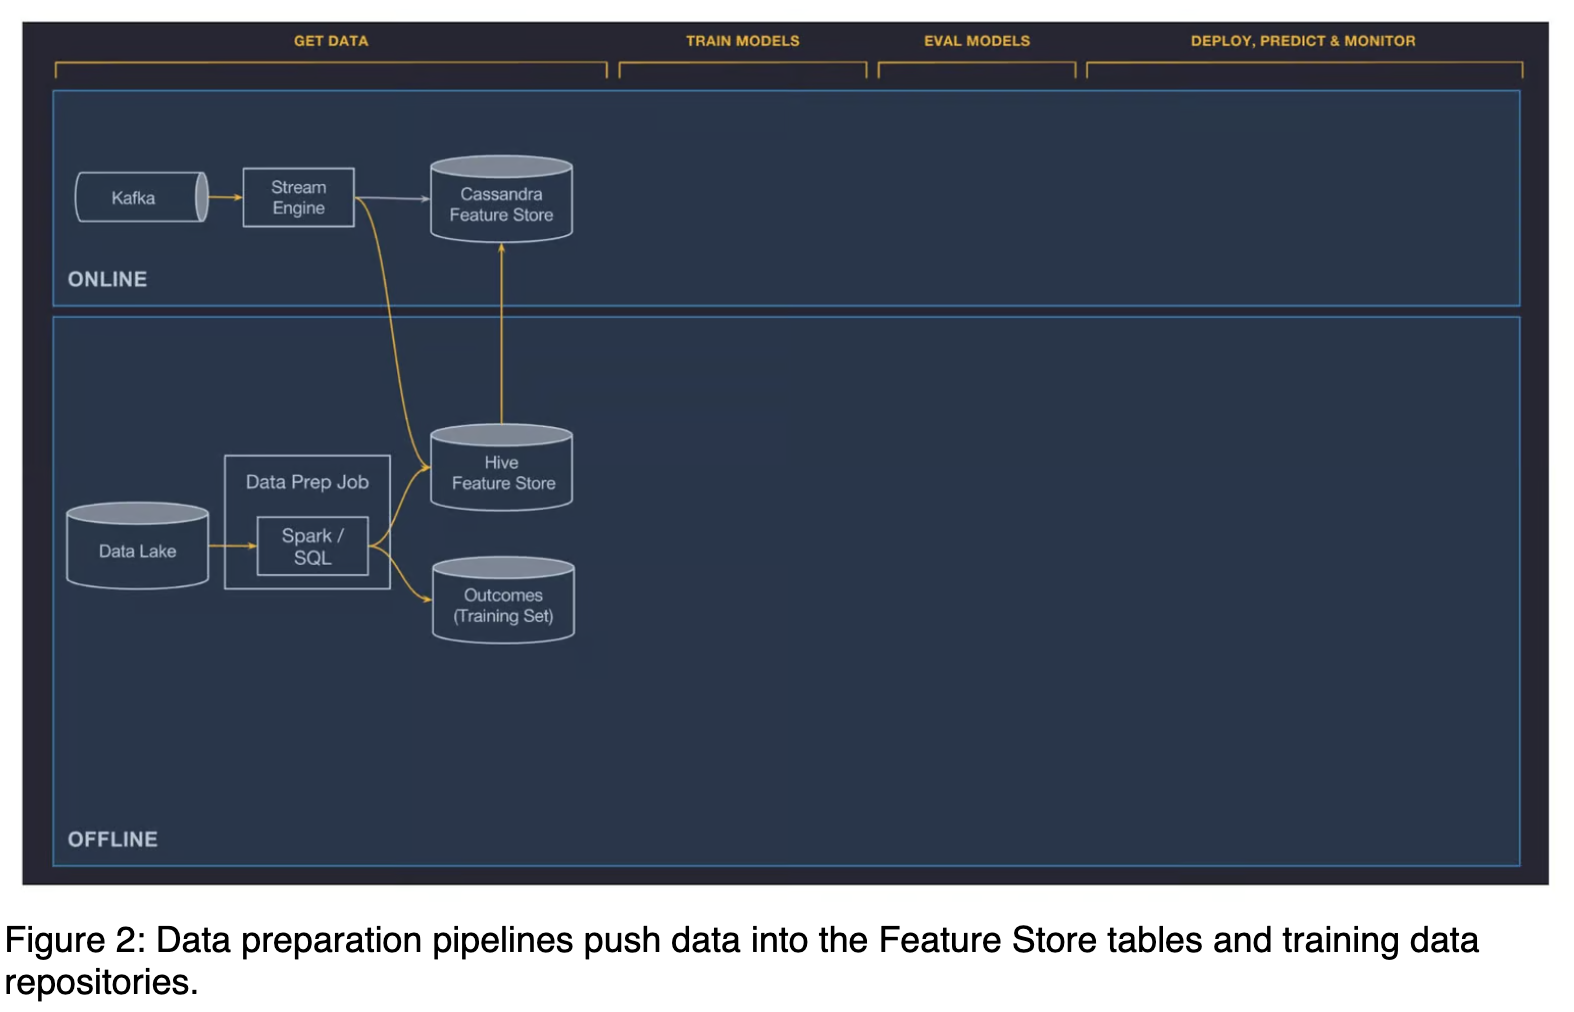 GET DATA
TRAIN MODELS
EVAL MODELS
DEPLOY, PREDICT & MONITOR
Kafka
Stream
Engine
Cassandra
Feature Store
ONLINE
Hive
Feature Store
Data Prep Job
Spark /
SQL
Data Lake
Outcomes
(Training Set)
OFFLINE
Figure 2: Data preparation pipelines push data into the Feature Store tables and training data
repositories.